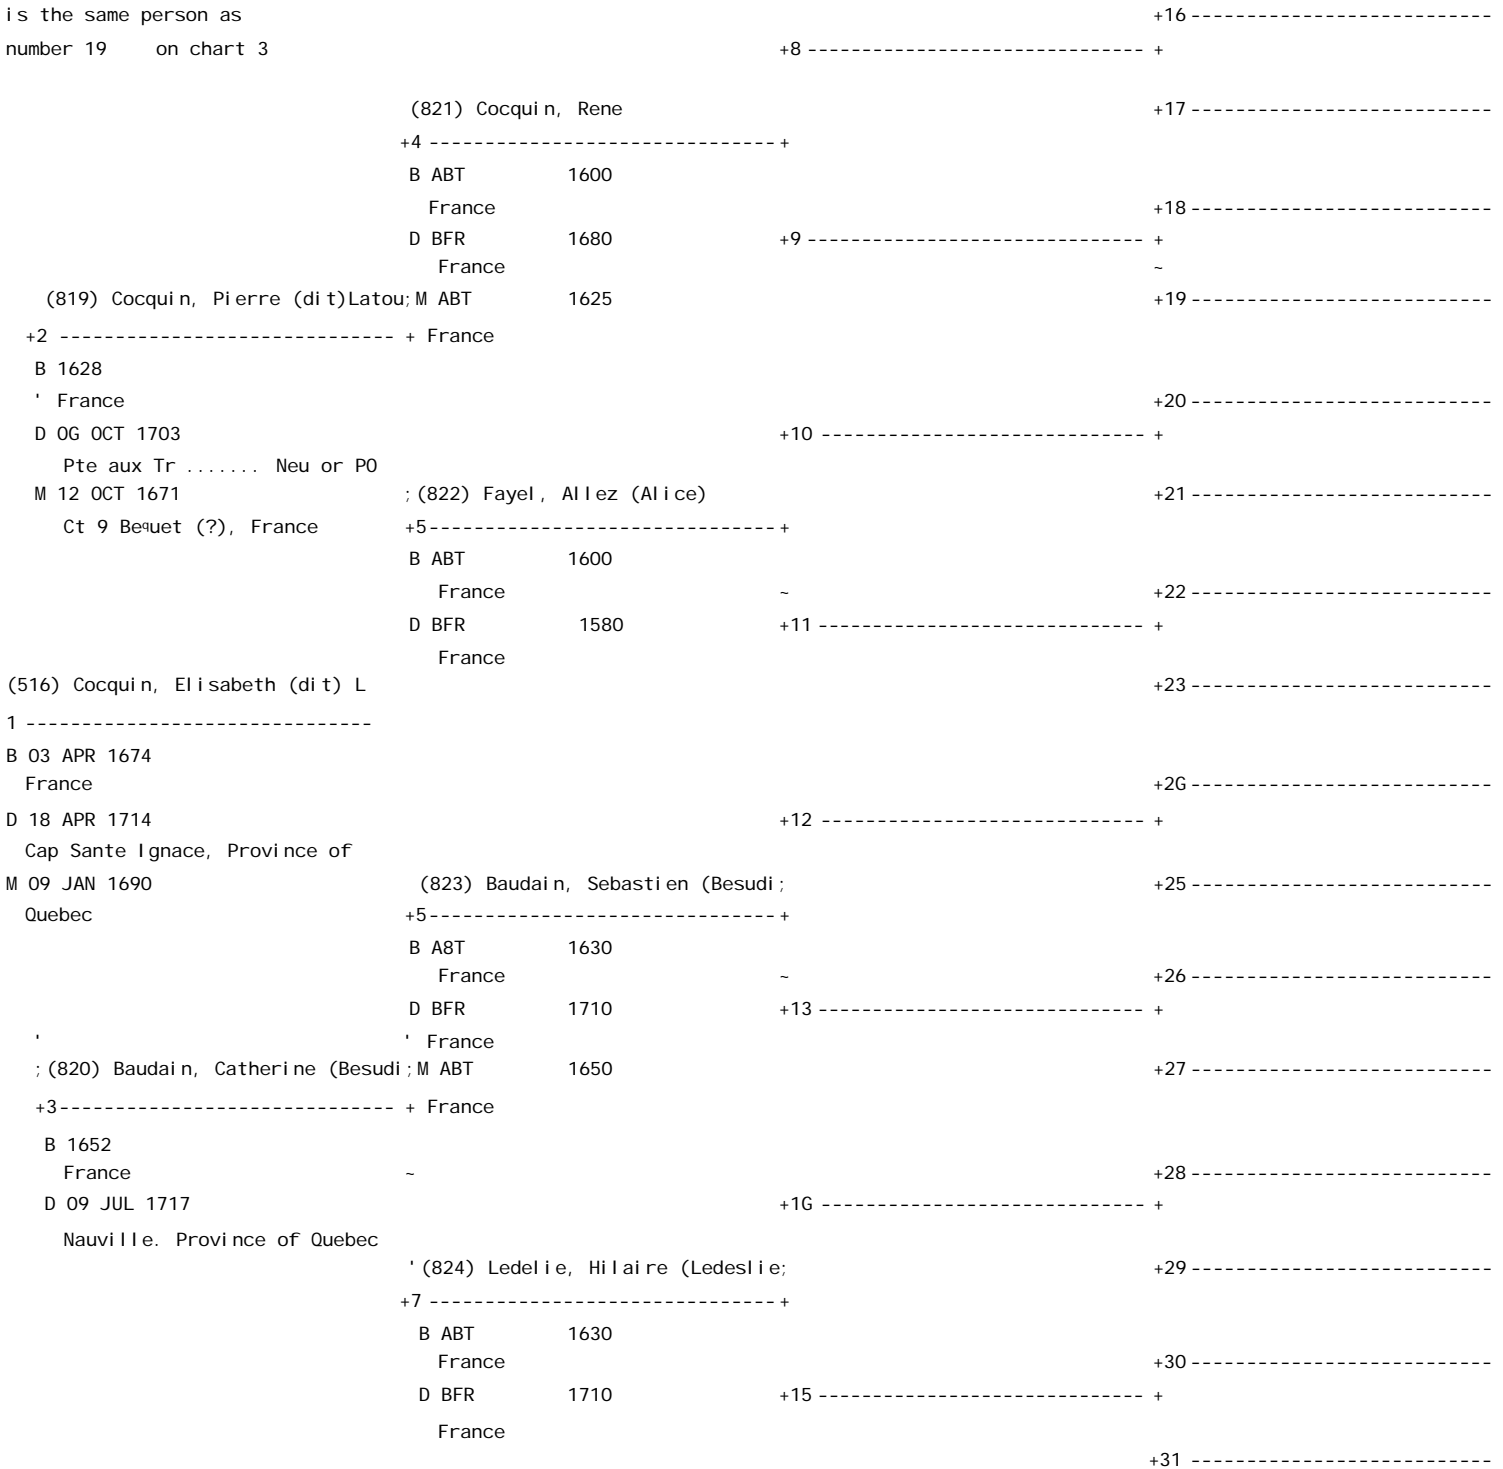 is the same person as +16 ---------------------------
number 19 on chart 3 +8 ------------------------------ +
(821) Cocquin, Rene +17 ---------------------------
+4 ------------------------------- +
B ABT 1600
France +18 ---------------------------
D BFR 1680 +9 ------------------------------ +
France ~
(819) Cocquin, Pierre (dit)Latou;M ABT 1625 +19 ---------------------------
+2 ------------------------------ + France
B 1628
' France +20 ---------------------------
D OG OCT 1703 +10 ----------------------------- +
Pte aux Tr ....... Neu or PO
M 12 OCT 1671 ;(822) Fayel, Allez (Alice) +21 ---------------------------
Ct 9 Bequet (?), France +5------------------------------- +
B ABT 1600
France ~ +22 ---------------------------
D BFR 1580 +11 ----------------------------- +
France
(516) Cocquin, Elisabeth (dit) L +23 ---------------------------
1 -------------------------------
B 03 APR 1674
France +2G ---------------------------
D 18 APR 1714 +12 ----------------------------- +
Cap Sante Ignace, Province of
M 09 JAN 1690 (823) Baudain, Sebastien (Besudi; +25 ---------------------------
Quebec +5------------------------------- +
B A8T 1630
France ~ +26 ---------------------------
D BFR 1710 +13 ----------------------------- +
' ' France
;(820) Baudain, Catherine (Besudi;M ABT 1650 +27 ---------------------------
+3------------------------------ + France
B 1652
France ~ +28 ---------------------------
D 09 JUL 1717 +1G ----------------------------- +
Nauville. Province of Quebec
'(824) Ledelie, Hilaire (Ledeslie; +29 ---------------------------
+7 ------------------------------- +
B ABT 1630
France +30 ---------------------------
D BFR 1710 +15 ----------------------------- +
France
+31 ---------------------------